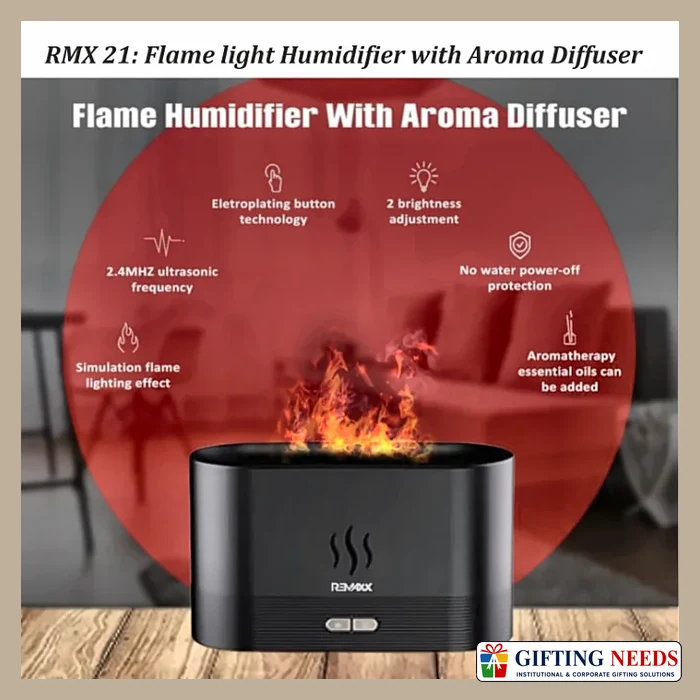 RMX 21: Flame light Humidifier with Aroma Diffuser
Flame Humidifier With Aroma Diffuser
Eletroplating button
technology
2 brightness
adjustment
2.4MHZ ultrasonic
frequency
No water power-off
protection
Simulation flame
lighting effect
Aromatherapy
essential oils can
be added
REMAXX
GIFTING NEEDS
INSTITUTIONAL & CORPORATE GIFTING SOLUTIONS